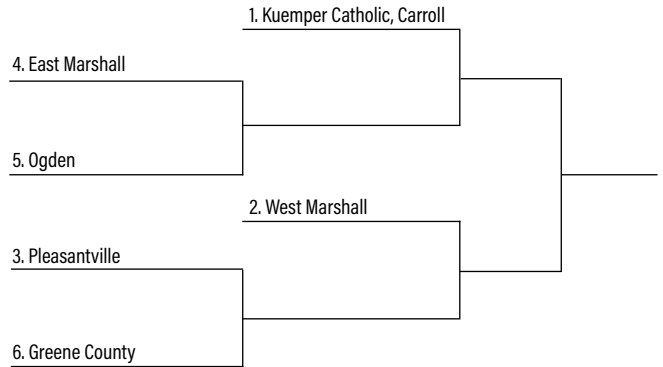 1. Kuemper Catholic, Carroll
4. East Marshall
5. Ogden
2. West Marshall
3. Pleasantville
6. Greene County